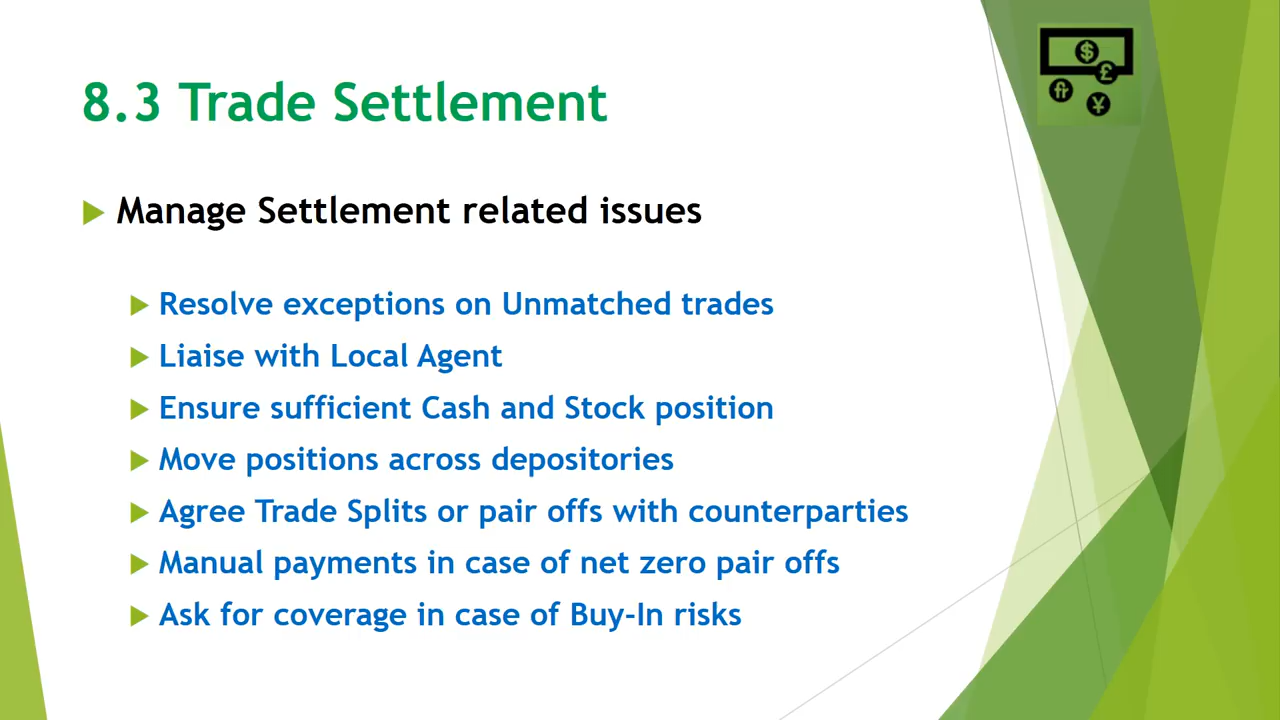 8.3 Trade Settlement
Manage Settlement related issues
Resolve exceptions on Unmatched trades
Liaise with Local Agent
Ensure sufficient Cash and Stock position
Move positions across depositories
Agree Trade Splits or pair offs with counterparties
Manual payments in case of net zero pair offs
Ask for coverage in case of Buy-In risks